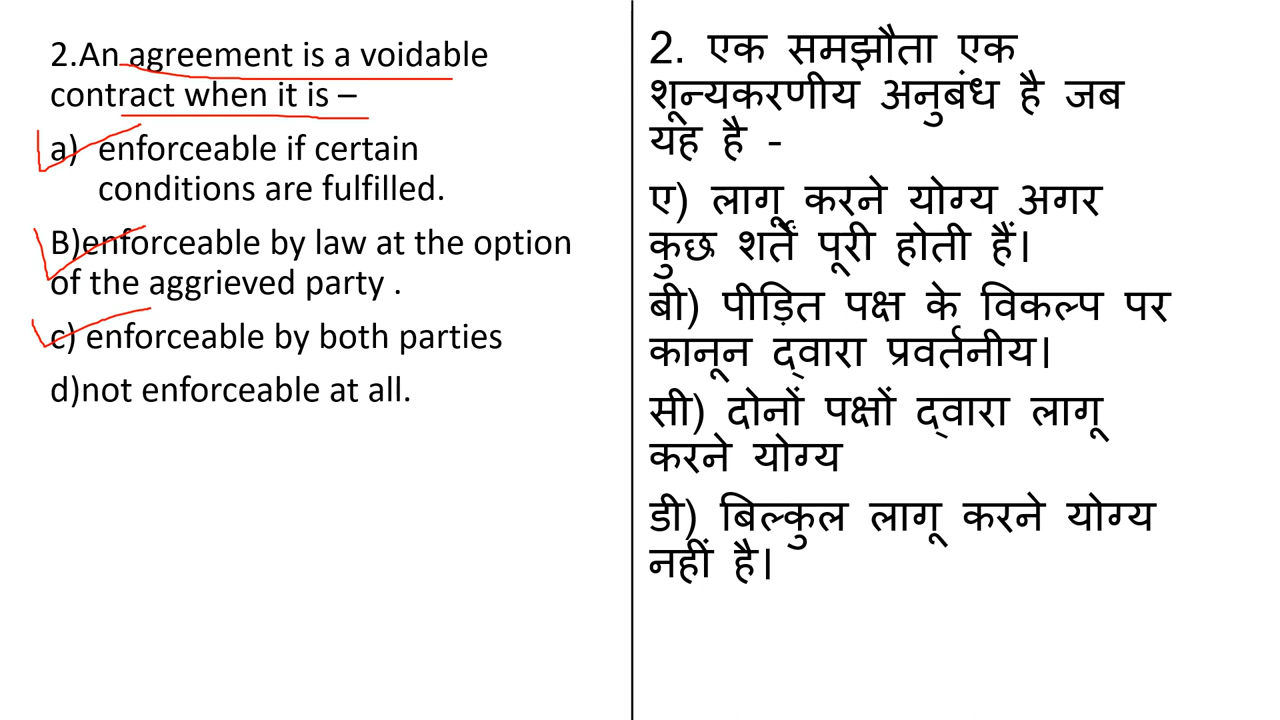 2.An agreement is a voidable
contract when it is –
a) enforceable if certain
conditions are fulfilled.
B)enforceable by law at the option
of the aggrieved party .
c) enforceable by both parties
d)not enforceable at all.
2. एक समझौता एक
शून्यकरणीय अनुबंध है जब
यह है -
ए) लागू करने योग्य अगर
कुछ शर्तें पूरी होती हैं।
बी) पीड़ित पक्ष के विकल्प पर
कानून द्वारा प्रवर्तनीय।
सी) दोनों पक्षों द्वारा लागू
करने योग्य
डी) बिल्कुल लागू करने योग्य
नहीं है।